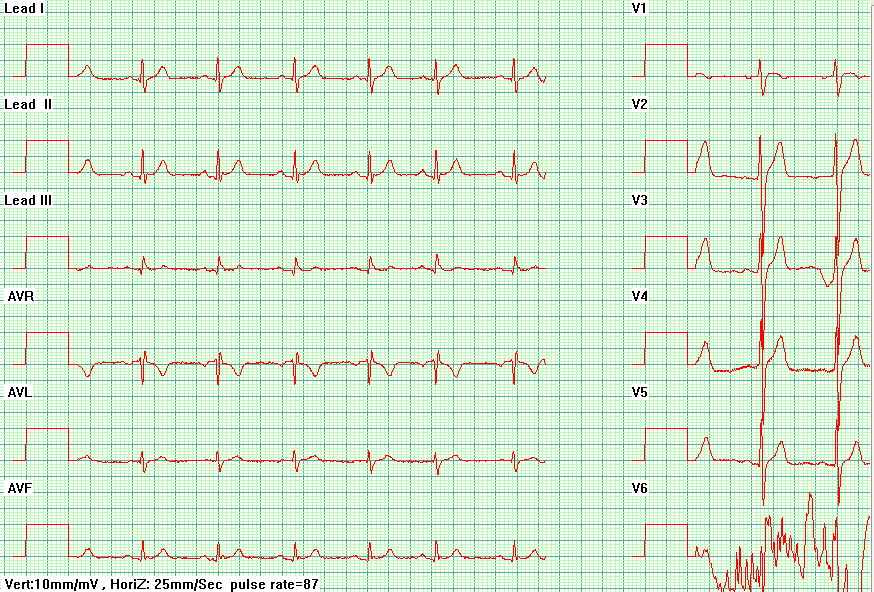 Lead I
V1
Lead II
V2
Lead III
V3
AVR
V4
AVL
V5
AVF
V6
Vert:10mm/mV , HoriZ: 25mm/Sec pulse rate=87